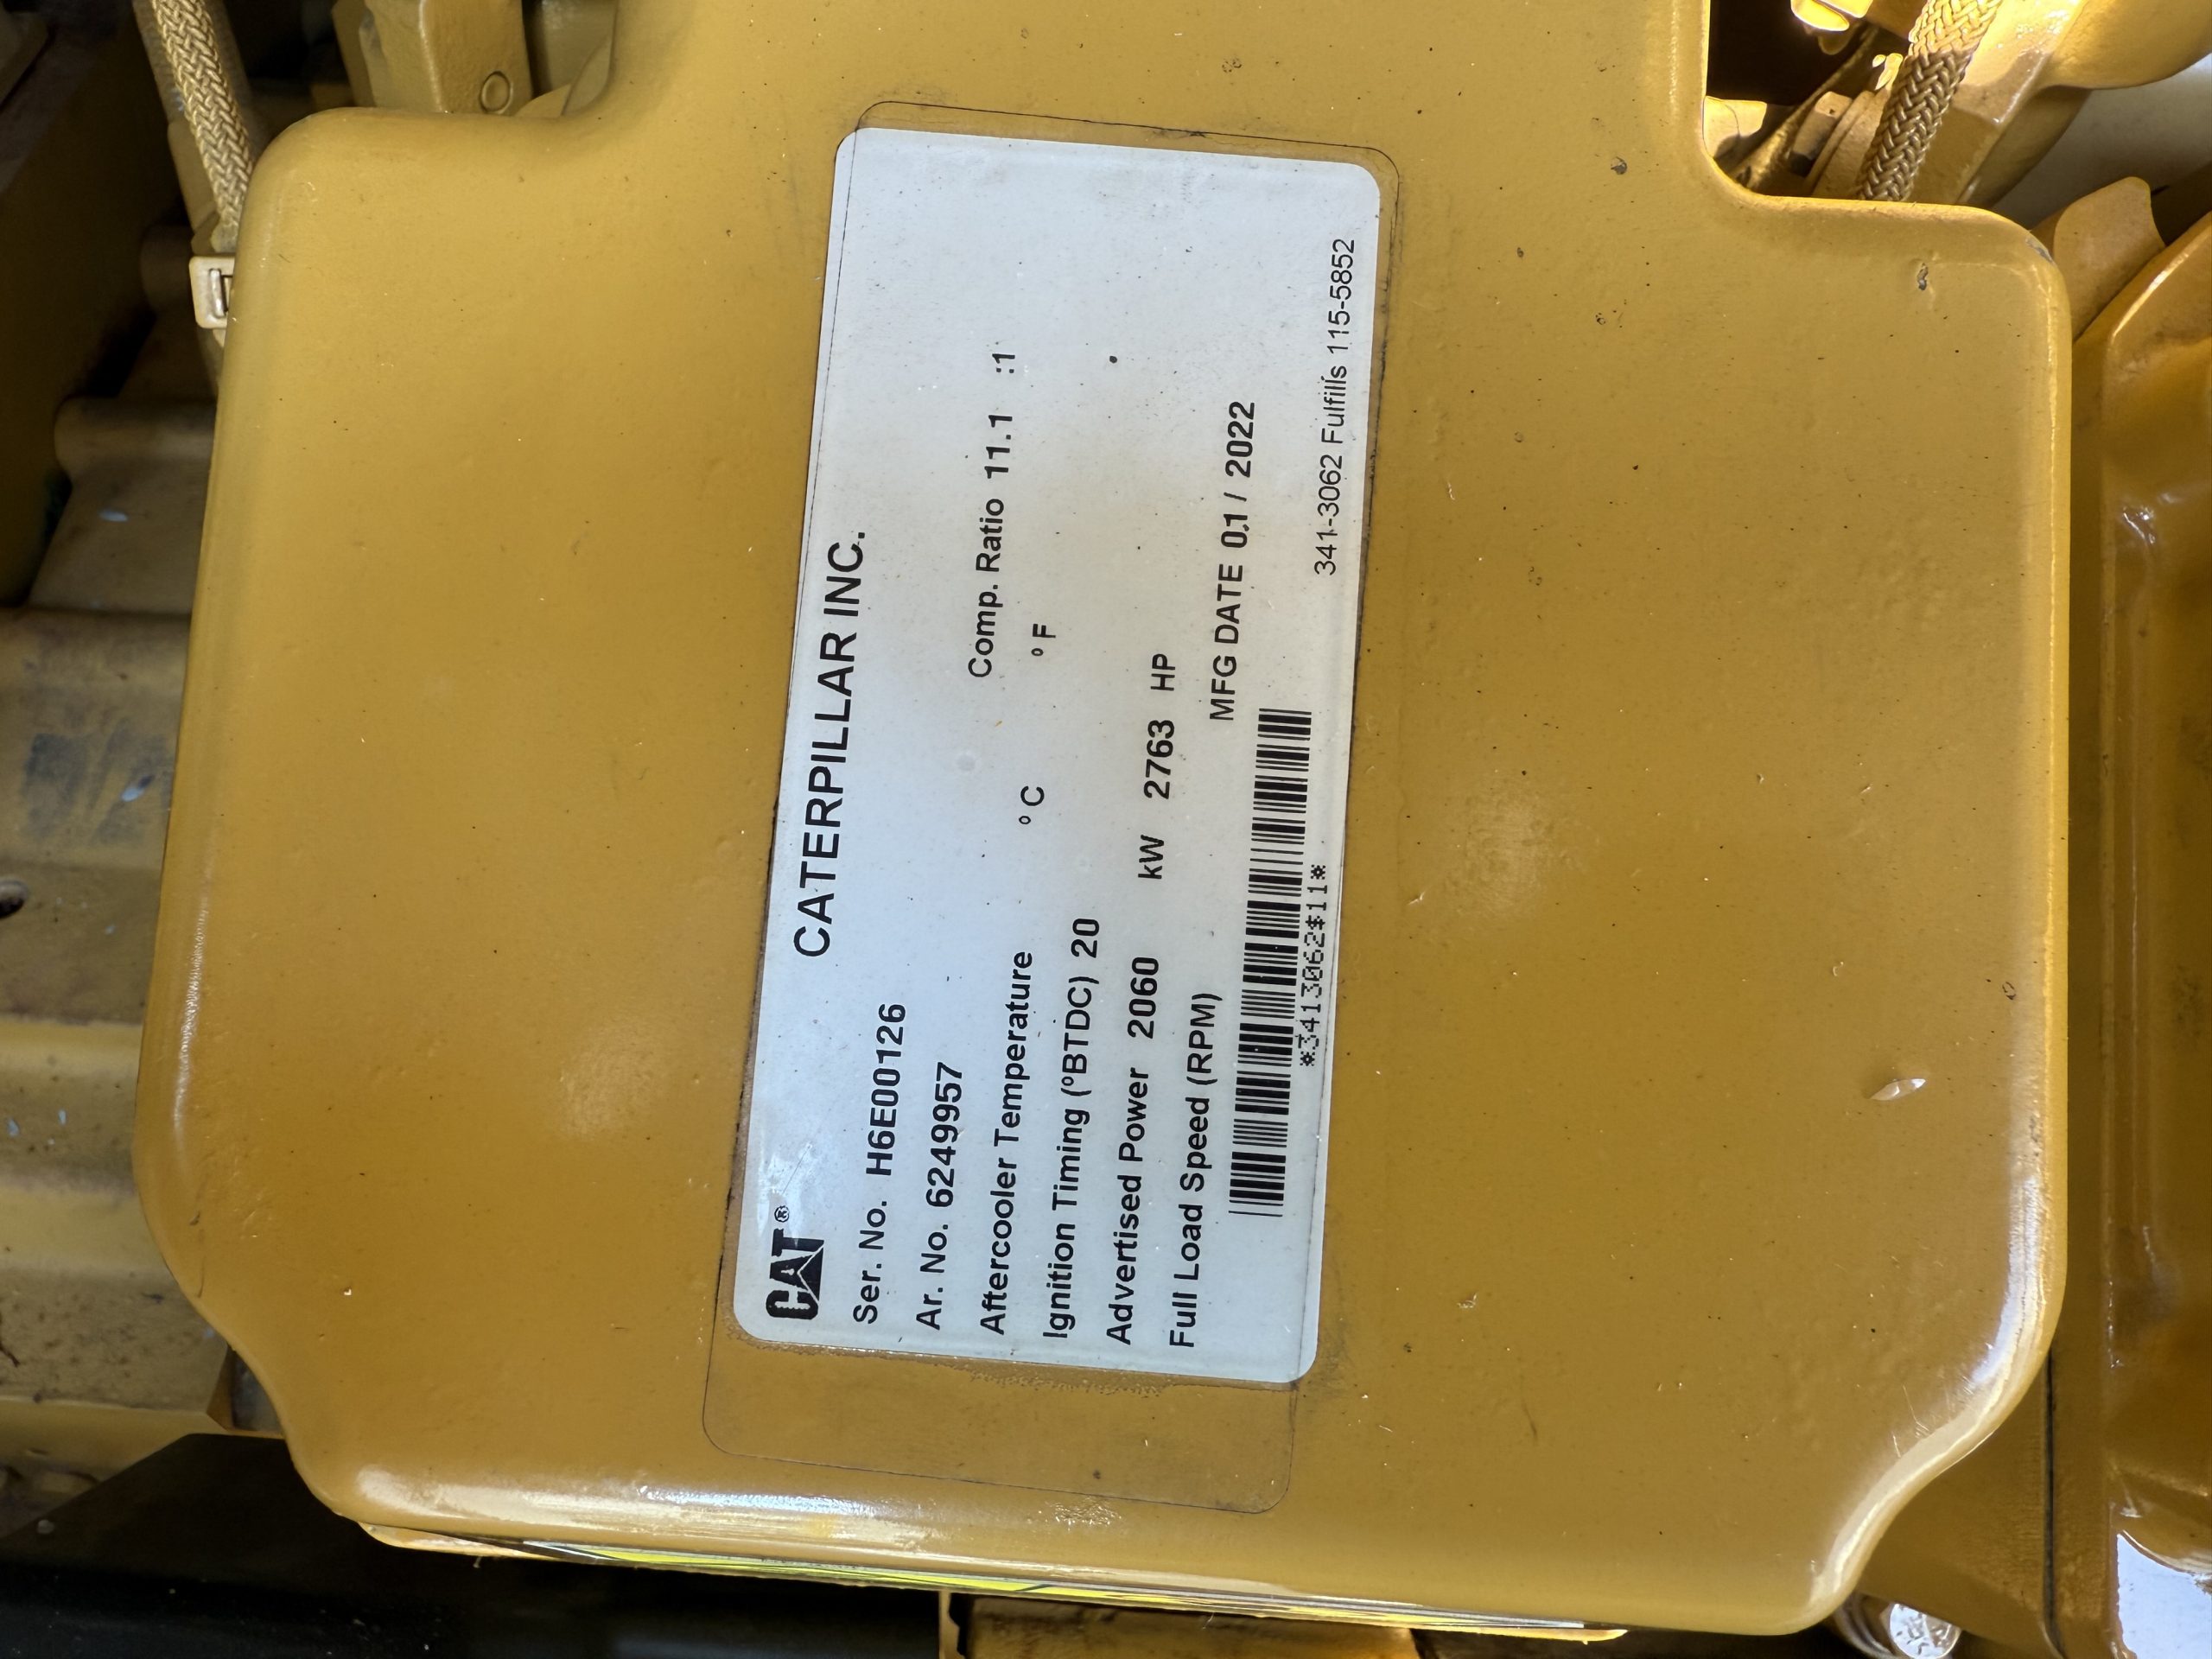 CAT® CATERPILLAR INC.
Ser. No. H6E00126
Ar. No. 6249957 Comp. Ratio 11.1 :1
Aftercooler Temperature °C °F
Ignition Timing (°BTDC) 20
Advertised Power 2060 kW 2763 HP
Full Load Speed (RPM) MFG DATE 01 / 2022
*3413062$11*
341-3062 Fulfills 115-5852